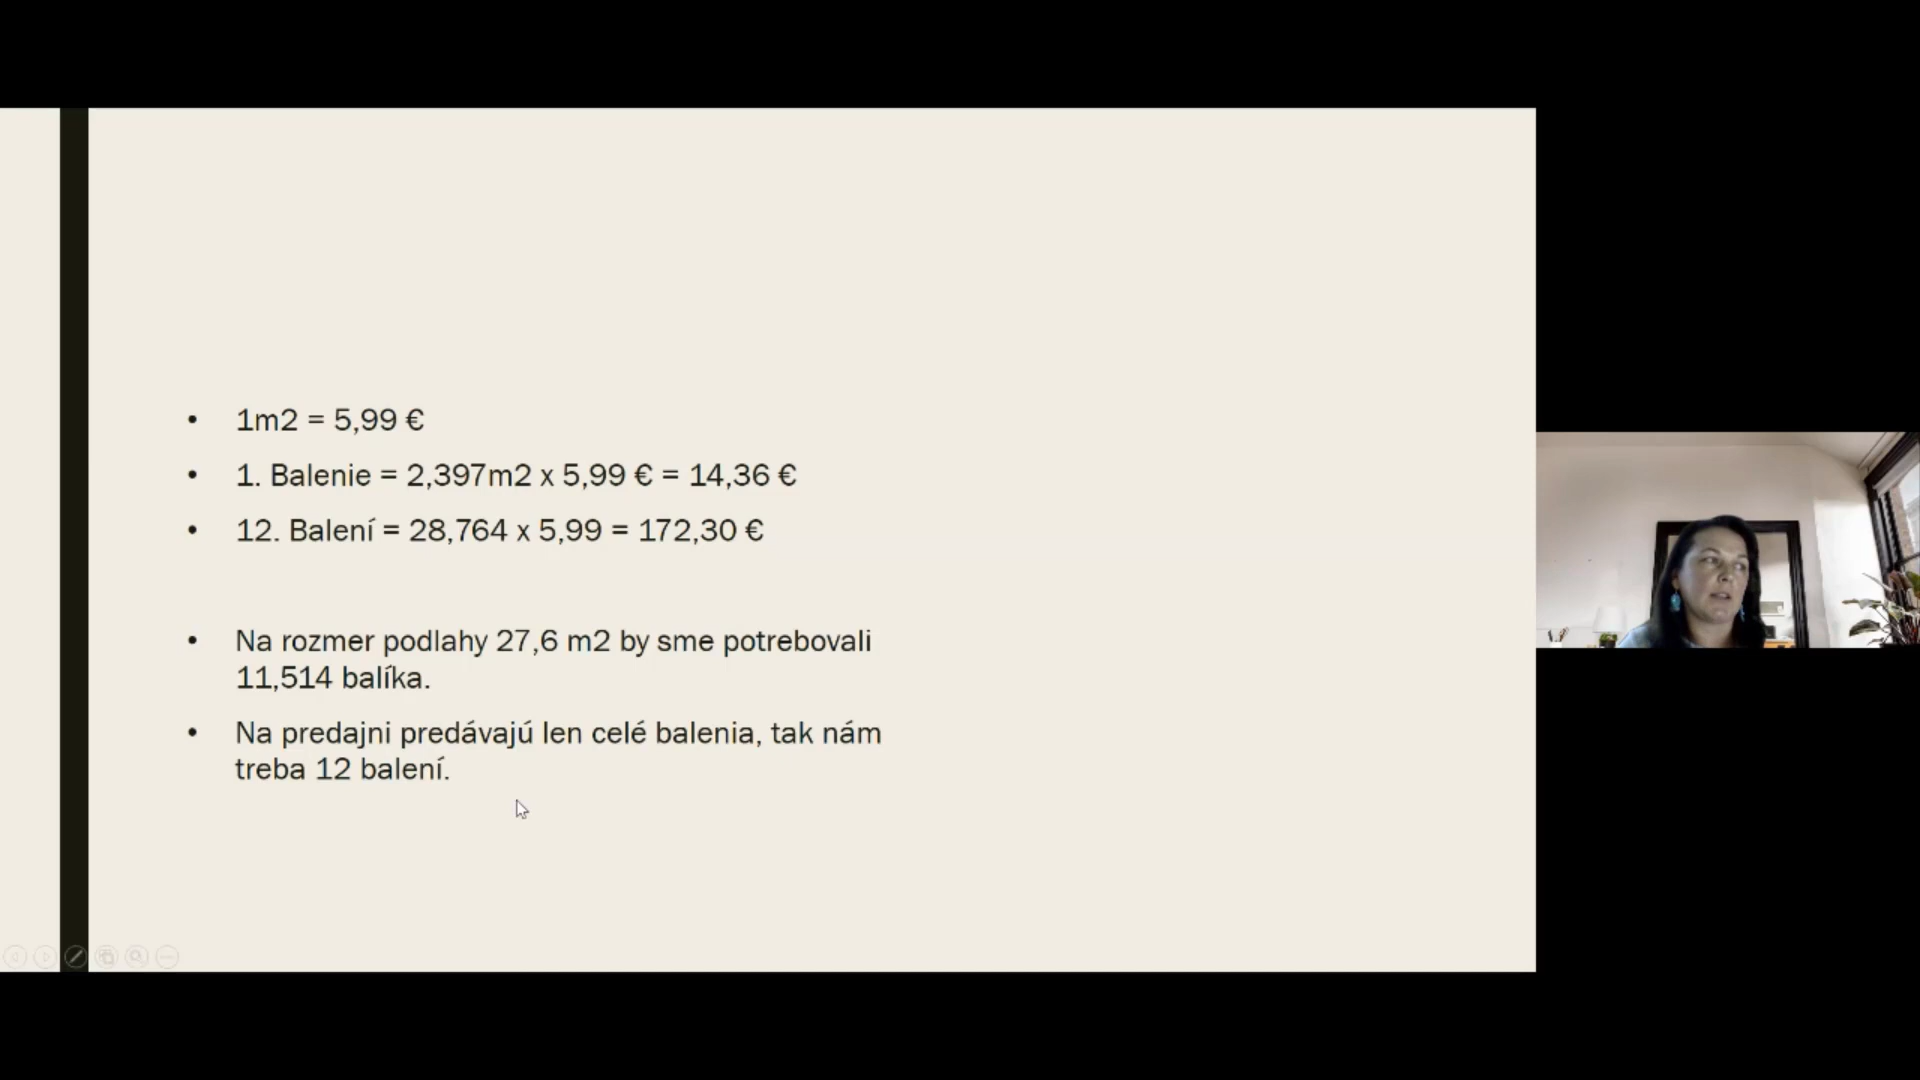 • 1m2 = 5,99 €
• 1. Balenie = 2,397m2 x 5,99 € = 14,36 €
• 12. Balení = 28,764 x 5,99 = 172,30 €
• Na rozmer podlahy 27,6 m2 by sme potrebovali
11,514 balíka.
• Na predajni predávajú len celé balenia, tak nám
treba 12 balení.